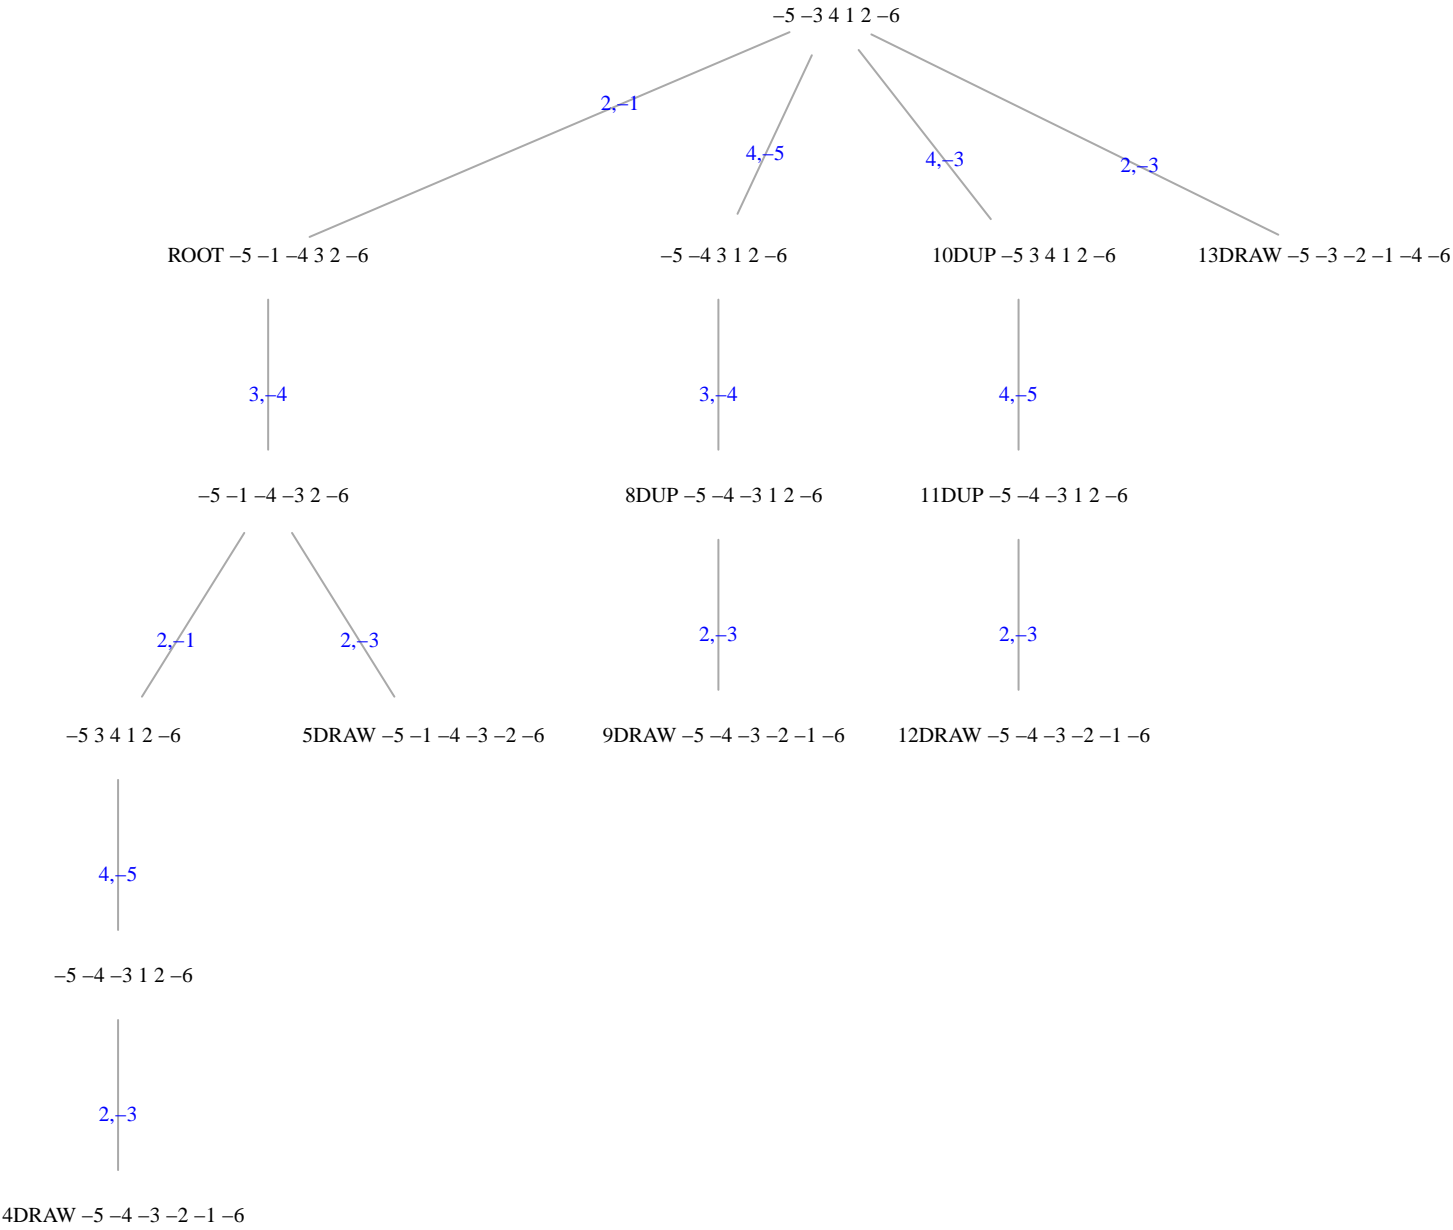 –5 –3 4 1 2 –6
2,–1
4,–5
4,–3
2,–3
ROOT –5 –1 –4 3 2 –6
–5 –4 3 1 2 –6
10DUP –5 3 4 1 2 –6
13DRAW –5 –3 –2 –1 –4 –6
3,–4
3,–4
4,–5
–5 –1 –4 –3 2 –6
8DUP –5 –4 –3 1 2 –6
11DUP –5 –4 –3 1 2 –6
2,–1
2,–3
2,–3
2,–3
–5 3 4 1 2 –6
5DRAW –5 –1 –4 –3 –2 –6
9DRAW –5 –4 –3 –2 –1 –6
12DRAW –5 –4 –3 –2 –1 –6
4,–5
–5 –4 –3 1 2 –6
2,–3
4DRAW –5 –4 –3 –2 –1 –6